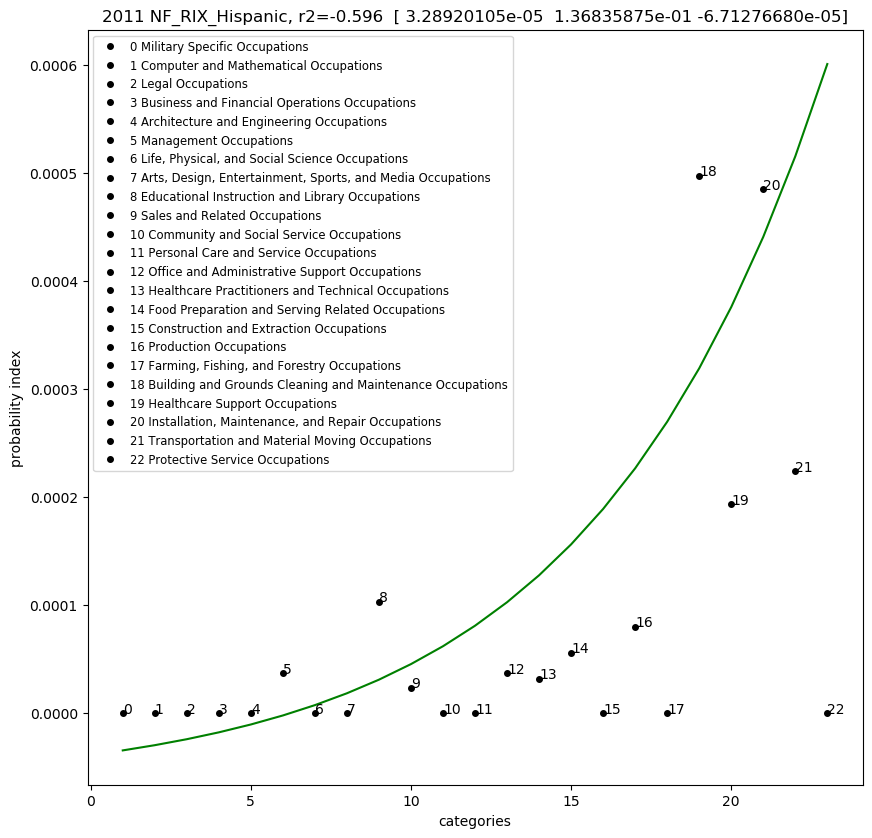 2011 NF_RIX_Hispanic, r2=-0.596 [ 3.28920105e-05 1.36835875e-01 -6.71276680e-05]
0 Military Specific Occupations
1 Computer and Mathematical Occupations
2 Legal Occupations
3 Business and Financial Operations Occupations
4 Architecture and Engineering Occupations
5 Management Occupations
6 Life, Physical, and Social Science Occupations
7 Arts, Design, Entertainment, Sports, and Media Occupations
8 Educational Instruction and Library Occupations
9 Sales and Related Occupations
10 Community and Social Service Occupations
11 Personal Care and Service Occupations
12 Office and Administrative Support Occupations
13 Healthcare Practitioners and Technical Occupations
14 Food Preparation and Serving Related Occupations
15 Construction and Extraction Occupations
16 Production Occupations
17 Farming, Fishing, and Forestry Occupations
18 Building and Grounds Cleaning and Maintenance Occupations
19 Healthcare Support Occupations
20 Installation, Maintenance, and Repair Occupations
21 Transportation and Material Moving Occupations
22 Protective Service Occupations
probability index
0.0006
0.0005
0.0004
0.0003
0.0002
0.0001
0.0000
18
20
21
19
8
16
14
5
12
13
9
0 1 2 3 4 6 7 10 11 15 17 22
0 5 10 15 20
categories